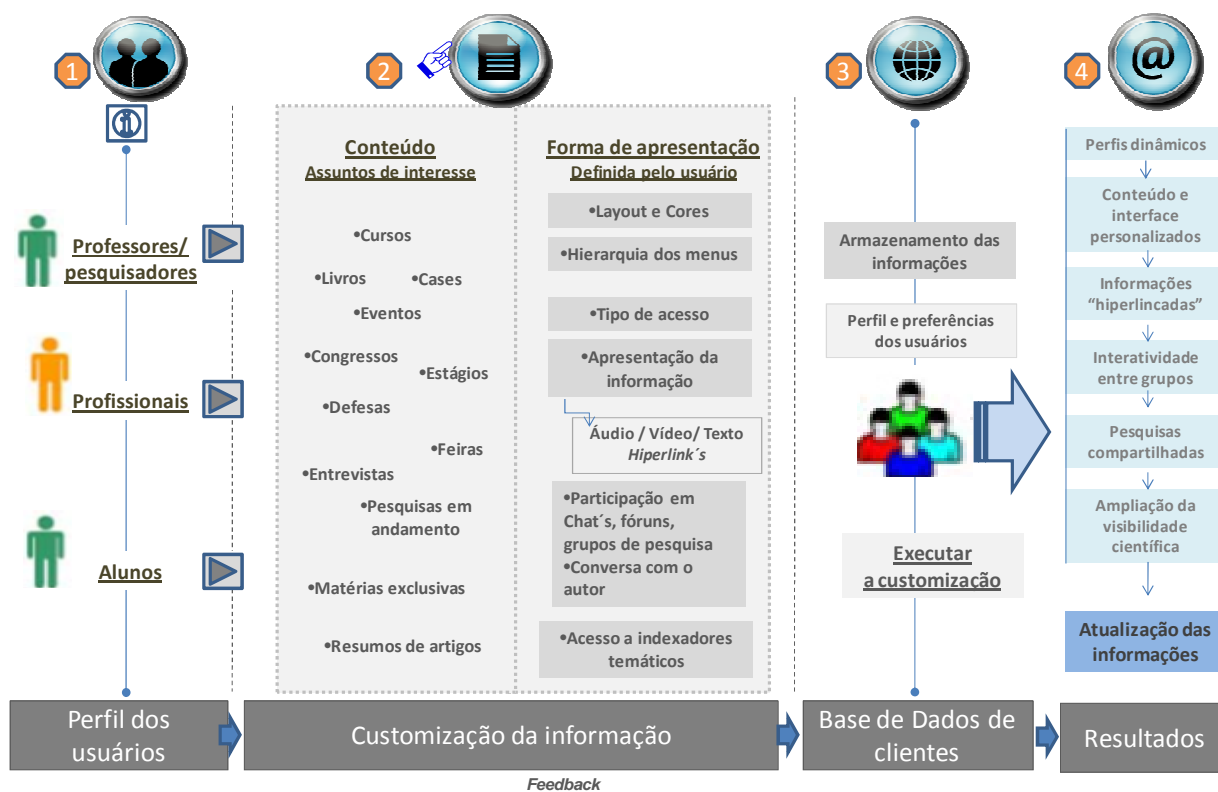 1
2
3
4
@
Professores/
pesquisadores
Profissionais
Alunos
Conteúdo
Assuntos de interesse
•Cursos
•Livros
•Cases
•Eventos
•Congressos
•Estágios
•Defesas
•Feiras
•Entrevistas
•Pesquisas em
andamento
•Matérias exclusivas
•Resumos de artigos
Forma de apresentação
Definida pelo usuário
•Layout e Cores
•Hierarquia dos menus
•Tipo de acesso
•Apresentação da
informação
Áudio / Vídeo/ Texto
Hiperlink´s
•Participação em
Chat´s, fóruns,
grupos de pesquisa
•Conversa com o
autor
•Acesso a indexadores
temáticos
Armazenamento das
informações
Perfil e preferências
dos usuários
Executar
a customização
Perfis dinâmicos
Conteúdo e
interface
personalizados
Informações
“hiperlincadas”
Interatividade
entre grupos
Pesquisas
compartilhadas
Ampliação da
visibilidade
científica
Atualização das
informações
Perfil dos
usuários
Customização da informação
Base de Dados de
clientes
Resultados
Feedback